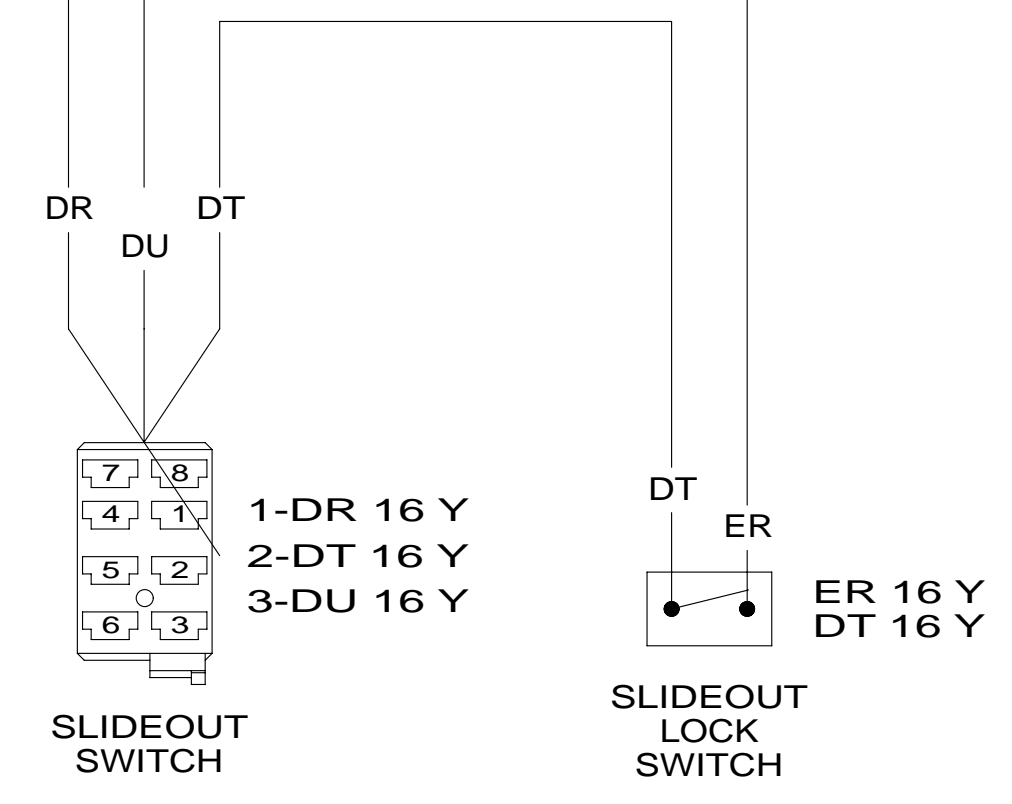 DR
DT
DU
7 8
4 1
5 2
6 3
1-DR 16 Y
2-DT 16 Y
3-DU 16 Y
SLIDEOUT
SWITCH
DT
ER
ER 16 Y
DT 16 Y
SLIDEOUT
LOCK
SWITCH